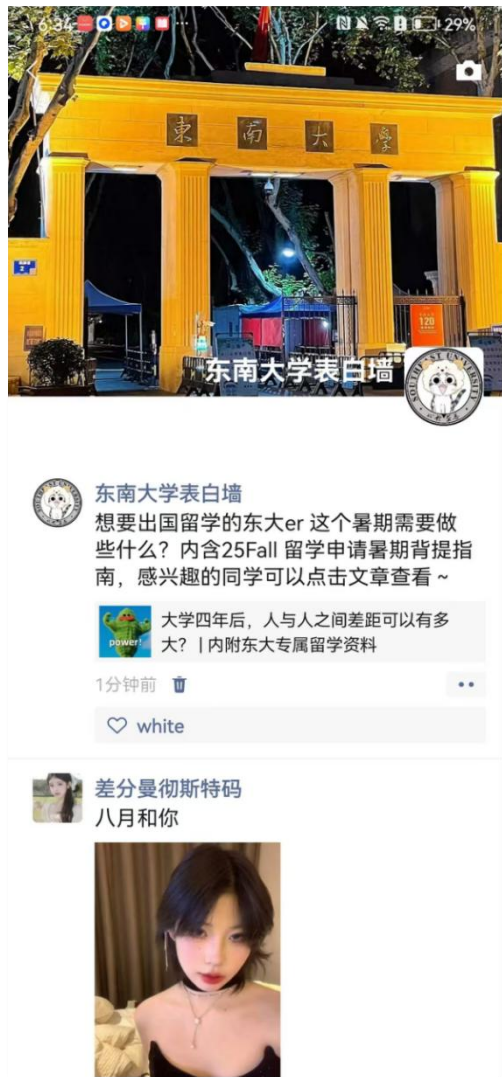 6:34
29%
東南大學
120
东南大学表白墙
SOUTHEAST UNIVERSITY
东南大学表白墙
想要出国留学的东大er 这个暑期需要做
些什么？内含25Fall 留学申请暑期背提指
南，感兴趣的同学可以点击文章查看 ~
power!
大学四年后，人与人之间差距可以有多
大？ | 内附东大专属留学资料
1分钟前
white
差分曼彻斯特码
八月和你